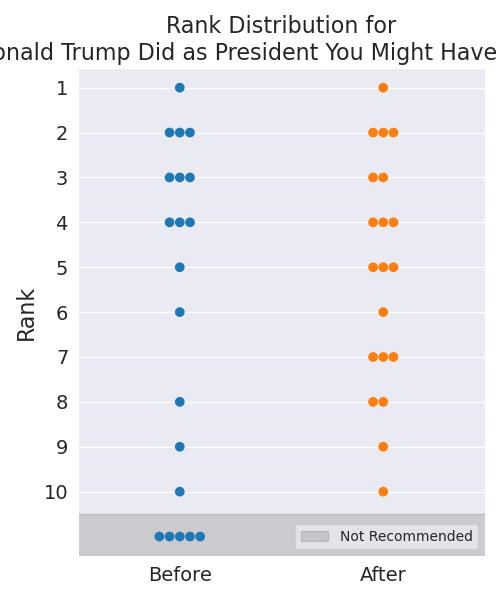 Rank Distribution for
onald Trump Did as President You Might Have
1
2
3
4
5
6
7
8
9
10
Rank
Not Recommended
Before
After